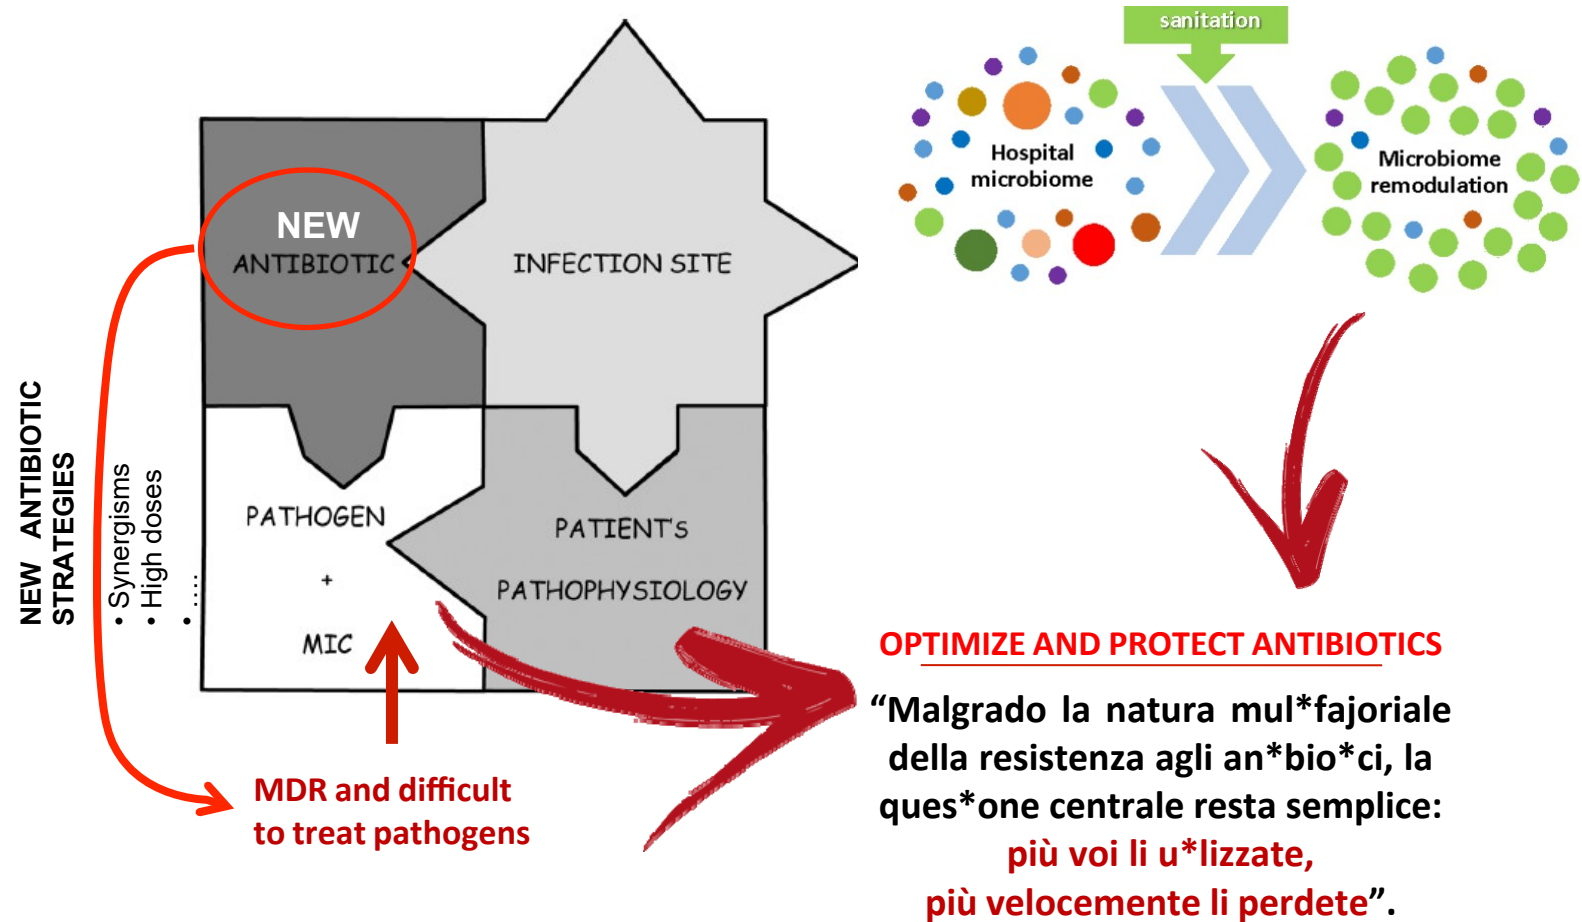 sanitation
Hospital
microbiome
Microbiome
remodulation
NEW
ANTIBIOTIC
INFECTION SITE
PATHOGEN
+
MIC
PATIENT'S
PATHOPHYSIOLOGY
NEW ANTIBIOTIC
STRATEGIES
• Synergisms
• High doses
• ....
MDR and difficult
to treat pathogens
OPTIMIZE AND PROTECT ANTIBIOTICS
“Malgrado la natura mul*fajoriale
della resistenza agli an*bio*ci, la
ques*one centrale resta semplice:
più voi li u*lizzate,
più velocemente li perdete”.